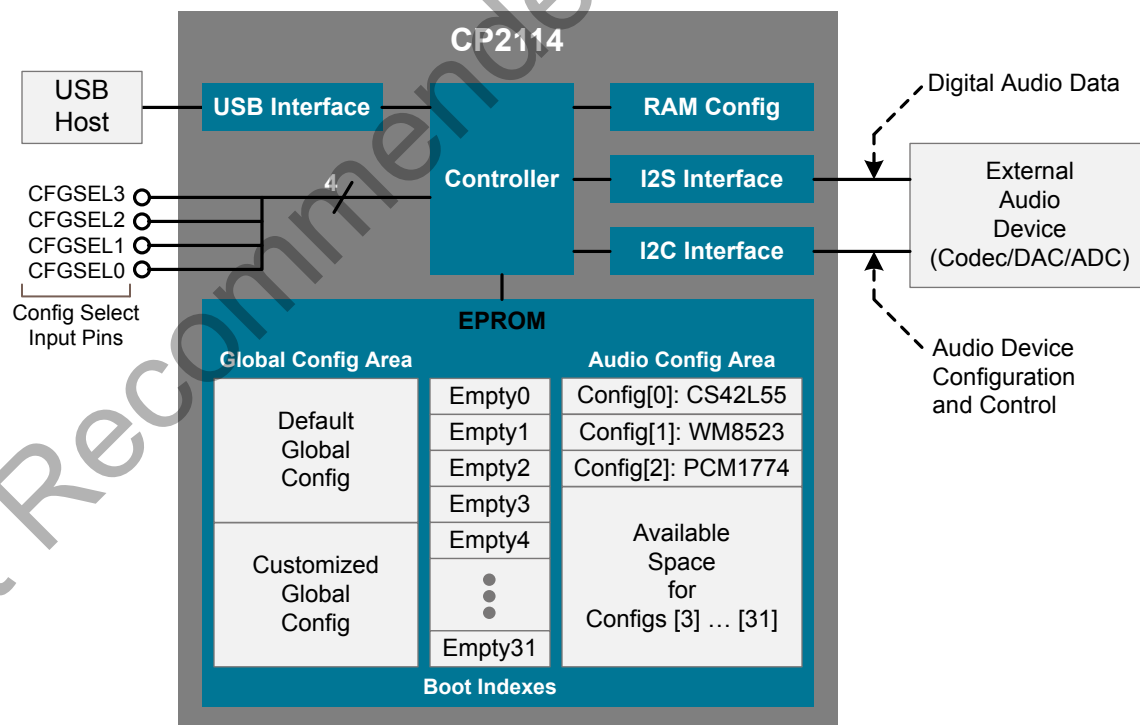 CP2114
USB
Host
USB Interface
Controller
RAM Config
I2S Interface
I2C Interface
Digital Audio Data
External
Audio
Device
(Codec/DAC/ADC)
Audio Device
Configuration
and Control
4
CFGSEL3
CFGSEL2
CFGSEL1
CFGSEL0
Config Select
Input Pins
EPROM
Global Config Area
Default
Global
Config
Customized
Global
Config
Empty0
Empty1
Empty2
Empty3
Empty4
Empty31
Boot Indexes
Audio Config Area
Config[0]: CS42L55
Config[1]: WM8523
Config[2]: PCM1774
Available
Space
for
Configs [3] … [31]
Recommende